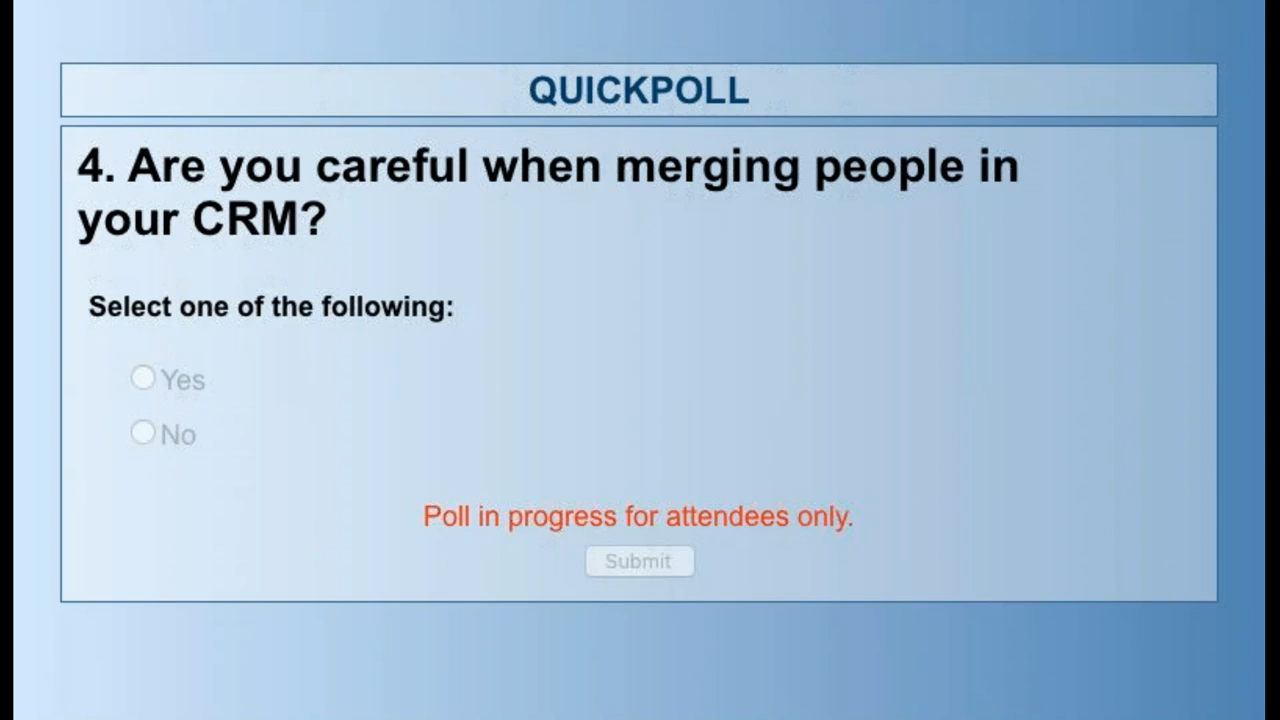 QUICKPOLL
4. Are you careful when merging people in
your CRM?
Select one of the following:
Yes
No
Poll in progress for attendees only.
Submit